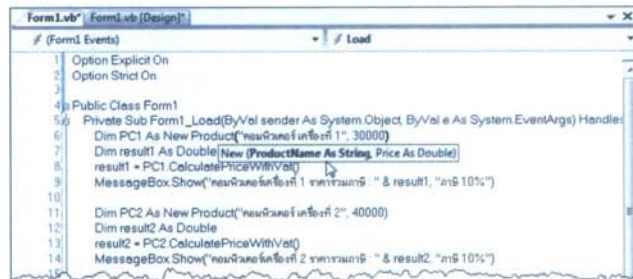 Form1.vb* Form1.vb [Design]*
(Form1 Events) Load
1 Option Explicit On
2 Option Strict On
3
4 Public Class Form1
5 Private Sub Form1_Load(ByVal sender As System.Object, ByVal e As System.EventArgs) Handles
6 Dim PC1 As New Product("คอมพิวเตอร์เครื่องที่ 1", 30000)
7 Dim result1 As Double New (ProductName As String, Price As Double)
8 result1 = PC1.CalculatePriceWithVat()
9 MessageBox.Show("คอมพิวเตอร์เครื่องที่ 1 ราคารวมภาษี : " & result1, "ภาษี 10%")
10
11 Dim PC2 As New Product("คอมพิวเตอร์เครื่องที่ 2", 40000)
12 Dim result2 As Double
13 result2 = PC2.CalculatePriceWithVat()
14 MessageBox.Show("คอมพิวเตอร์เครื่องที่ 2 ราคารวมภาษี : " & result2, "ภาษี 10%")